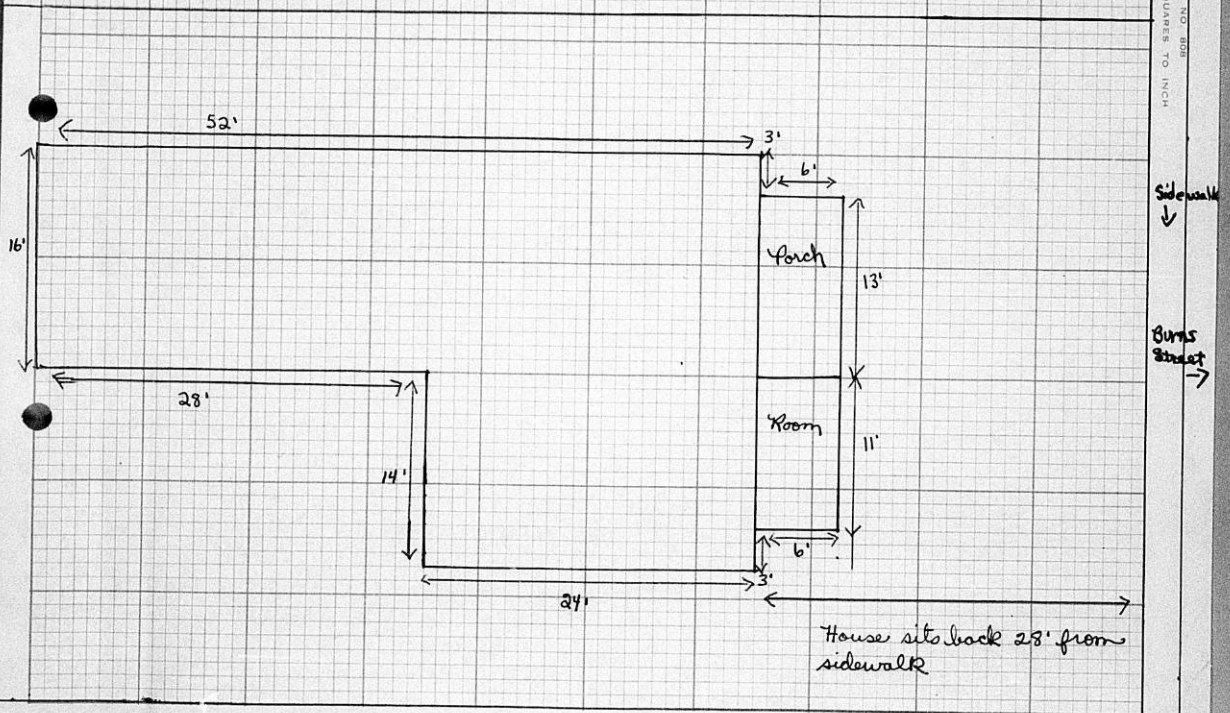 NO 808
UARES TO INCH
52'
3'
6'
Sidewalk
16'
Porch
13'
Burns
Street
28'
Room
11'
14'
6'
3'
24'
House sits back 28' from
sidewalk